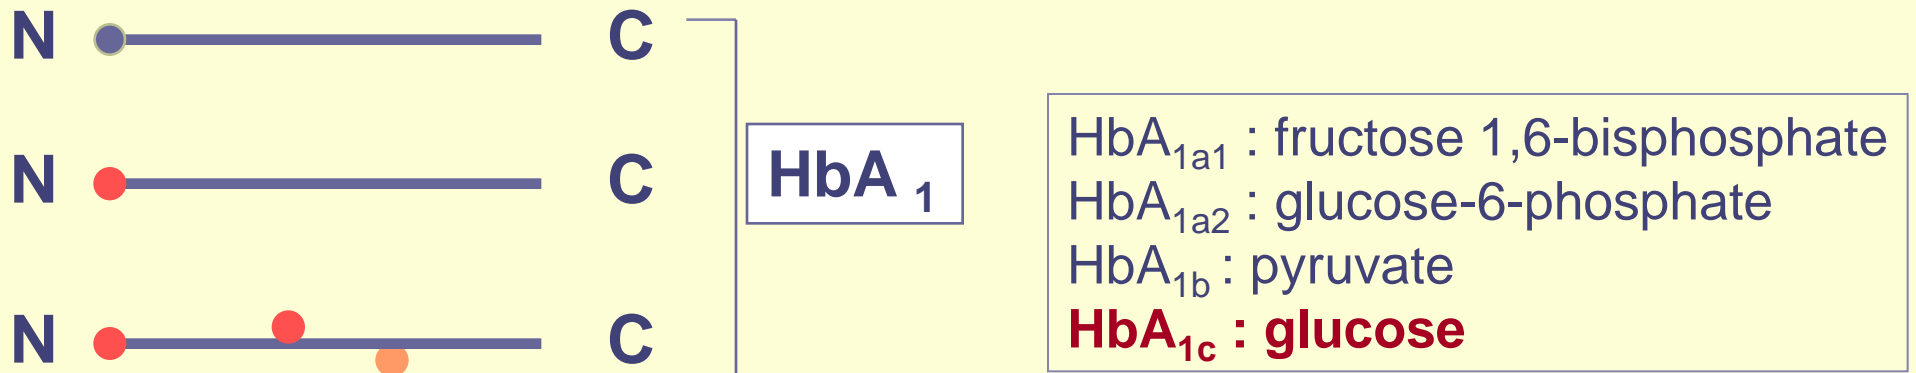 N C
N C
N C
HbA 1
HbA1a1 : fructose 1,6-bisphosphate
HbA1a2 : glucose-6-phosphate
HbA1b : pyruvate
HbA1c : glucose